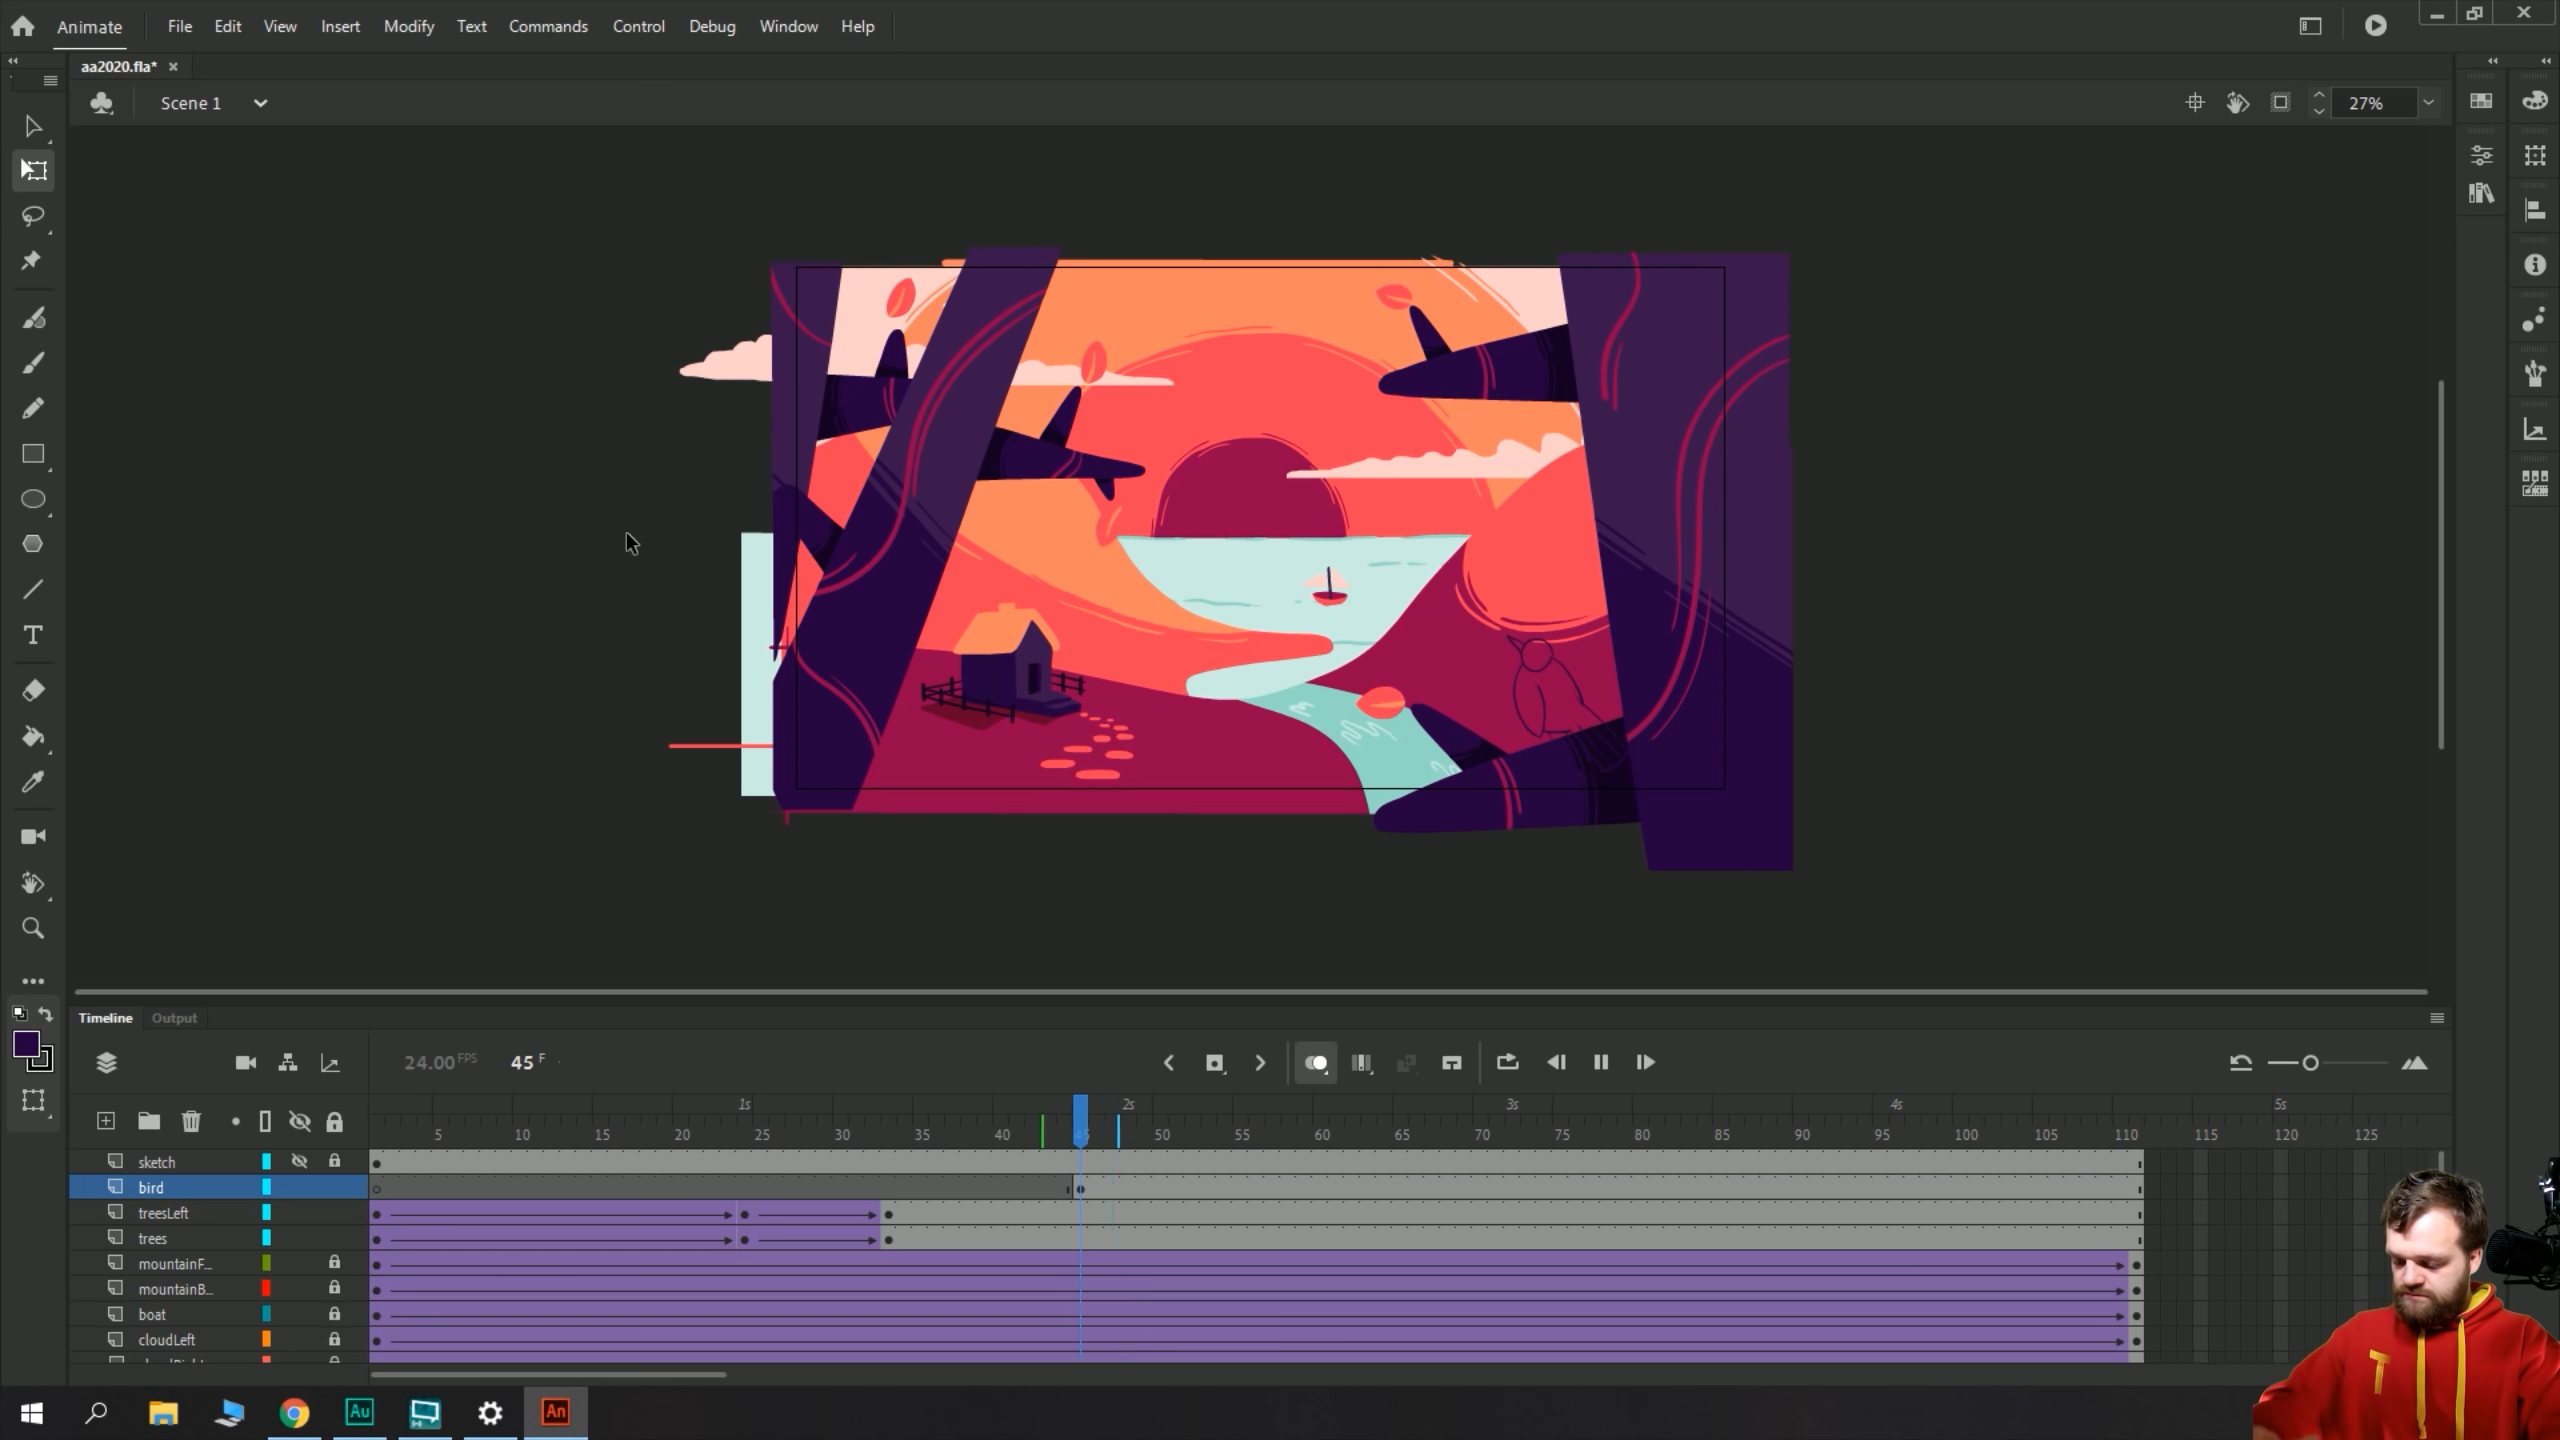 Animate File Edit View Insert Modify Text Commands Control Debug Window Help
aa2020.fla*
Scene 1
27%
Timeline Output
24.00 FPS 45 F
1s 2s 3s 4s 5s
5 10 15 20 25 30 35 40 45 50 55 60 65 70 75 80 85 90 95 100 105 110 115 120 125
sketch
bird
treesLeft
trees
mountainF...
mountainB...
boat
cloudLeft
Au An